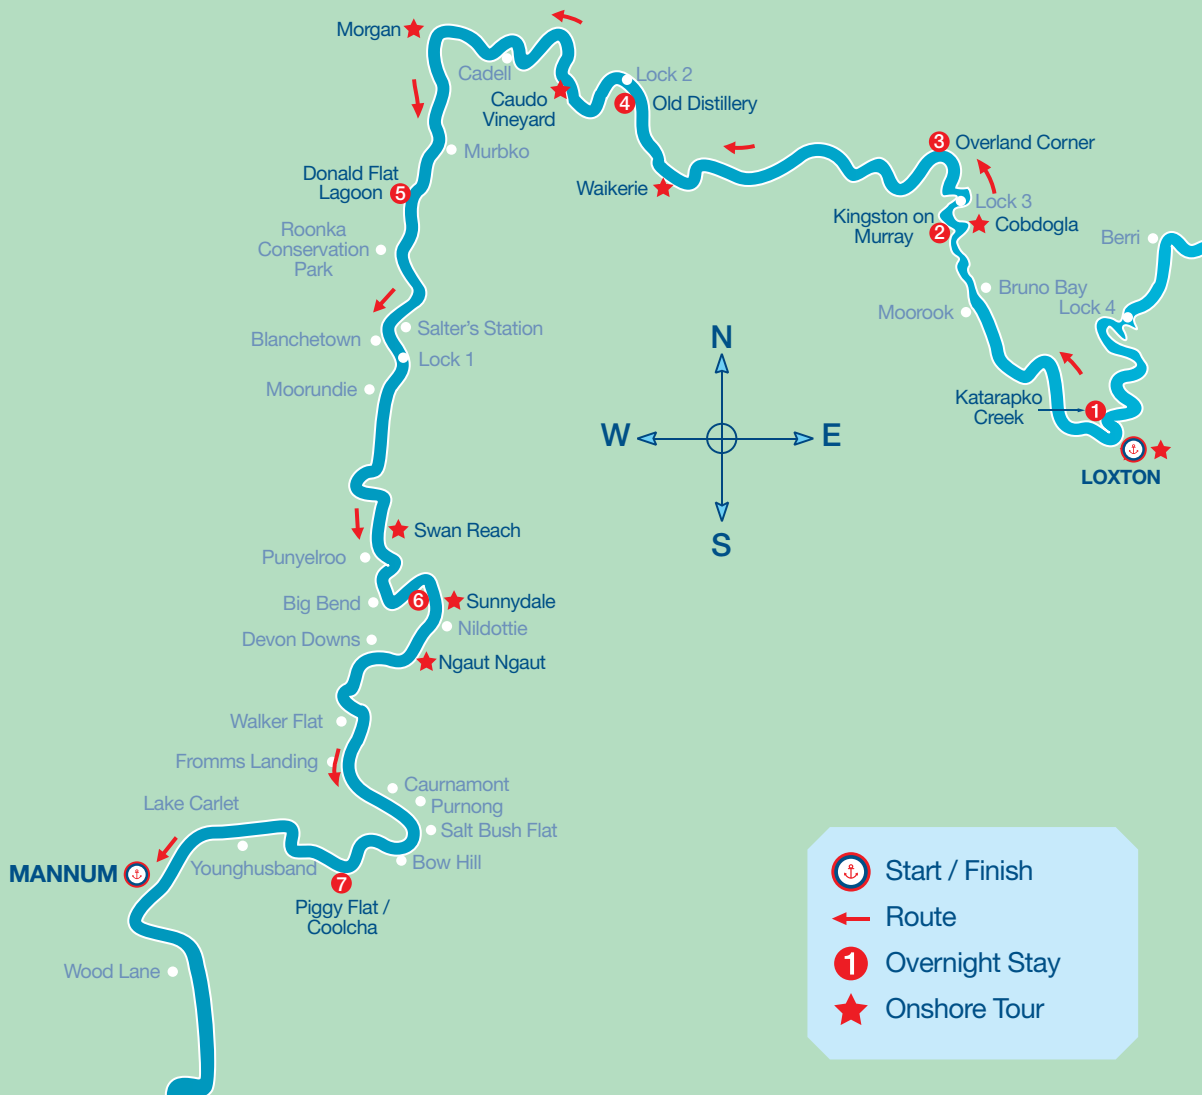 Morgan
Cadell
Caudo
Vineyard
Lock 2
4
Old Distillery
Murbko
Donald Flat
Lagoon
5
Waikerie
3
Overland Corner
Lock 3
Kingston on
Murray
2
Cobdogla
Berri
Roonka
Conservation
Park
Bruno Bay
Lock 4
Moorook
Salter's Station
Blanchetown
Lock 1
Moorundie
N
W
E
S
Katarapko
Creek
1
LOXTON
Swan Reach
Punyelroo
Big Bend
6
Sunnydale
Nildottie
Devon Downs
Ngaut Ngaut
Walker Flat
Fromms Landing
Caurnamont
Purnong
Lake Carlet
Salt Bush Flat
Bow Hill
Younghusband
MANNUM
7
Piggy Flat /
Coolcha
Wood Lane
Start / Finish
Route
1
Overnight Stay
Onshore Tour